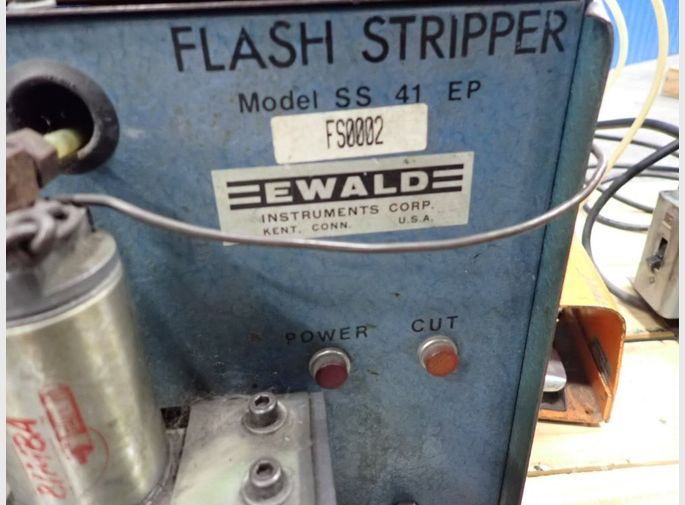 FLASH STRIPPER
Model SS 41 EP
FS0002
EWALD
INSTRUMENTS CORP.
KENT, CONN. U.S.A.
POWER CUT